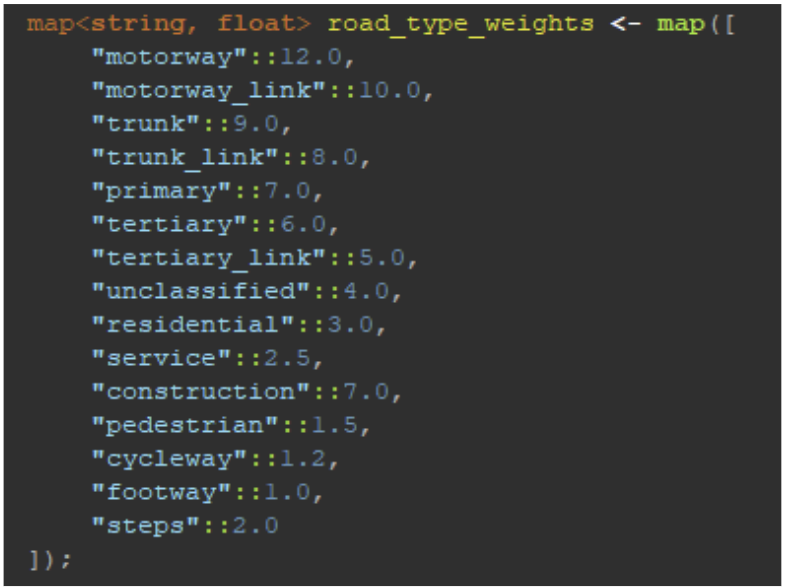 map<string, float> road_type_weights <- map([
"motorway"::12.0,
"motorway_link"::10.0,
"trunk"::9.0,
"trunk_link"::8.0,
"primary"::7.0,
"tertiary"::6.0,
"tertiary_link"::5.0,
"unclassified"::4.0,
"residential"::3.0,
"service"::2.5,
"construction"::7.0,
"pedestrian"::1.5,
"cycleway"::1.2,
"footway"::1.0,
"steps"::2.0
]);